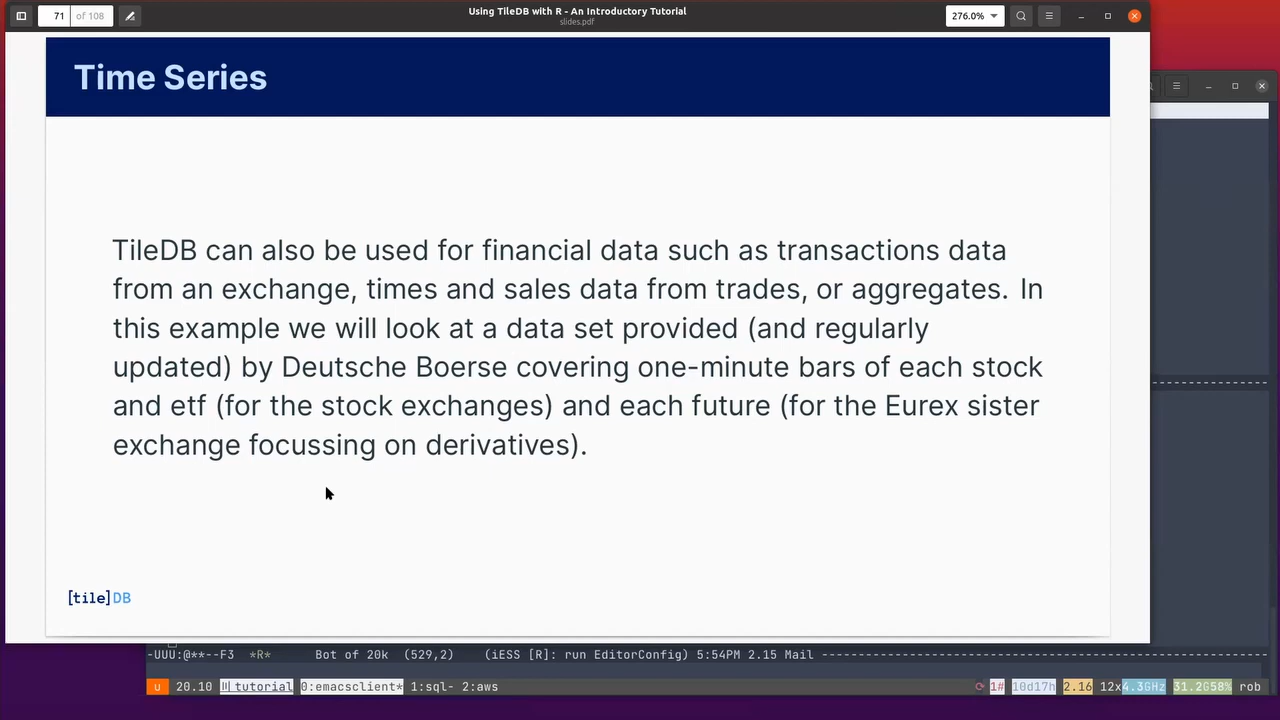 71 of 108
Using TileDB with R - An Introductory Tutorial
slides.pdf
276.0%
Time Series
TileDB can also be used for financial data such as transactions data
from an exchange, times and sales data from trades, or aggregates. In
this example we will look at a data set provided (and regularly
updated) by Deutsche Boerse covering one-minute bars of each stock
and etf (for the stock exchanges) and each future (for the Eurex sister
exchange focussing on derivatives).
[tile]DB
-UUU:@**--F3 *R* Bot of 20k (529,2) (iESS [R]: run EditorConfig) 5:54PM 2.15 Mail
u 20.10 tutorial 0:emacsclient* 1:sql- 2:aws 1# 10d17h 2.16 12x4.3GHz 31.2G58% rob